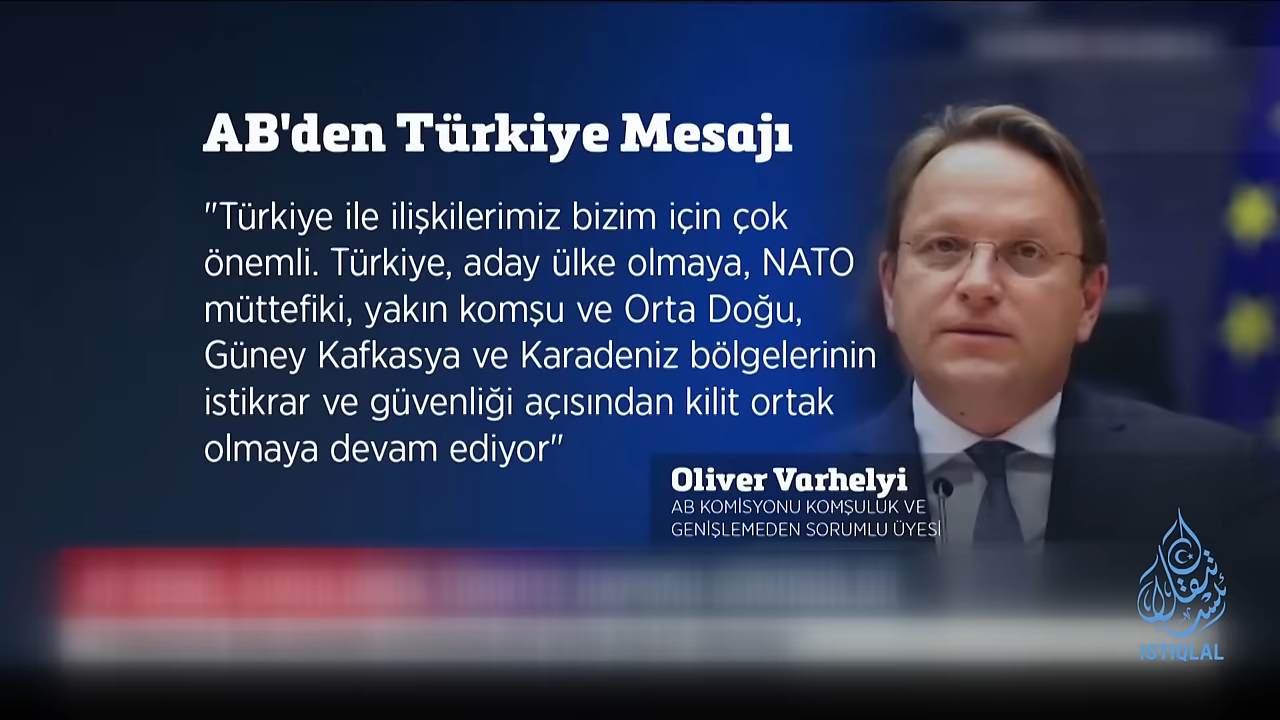 AB'den Türkiye Mesajı
"Türkiye ile ilişkilerimiz bizim için çok
önemli. Türkiye, aday ülke olmaya, NATO
müttefiki, yakın komşu ve Orta Doğu,
Güney Kafkasya ve Karadeniz bölgelerinin
istikrar ve güvenliği açısından kilit ortak
olmaya devam ediyor"
Oliver Varhelyi
AB KOMİSYONU KOMŞULUK VE
GENİŞLEMEDEN SORUMLU ÜYESİ
ISTIQLAL